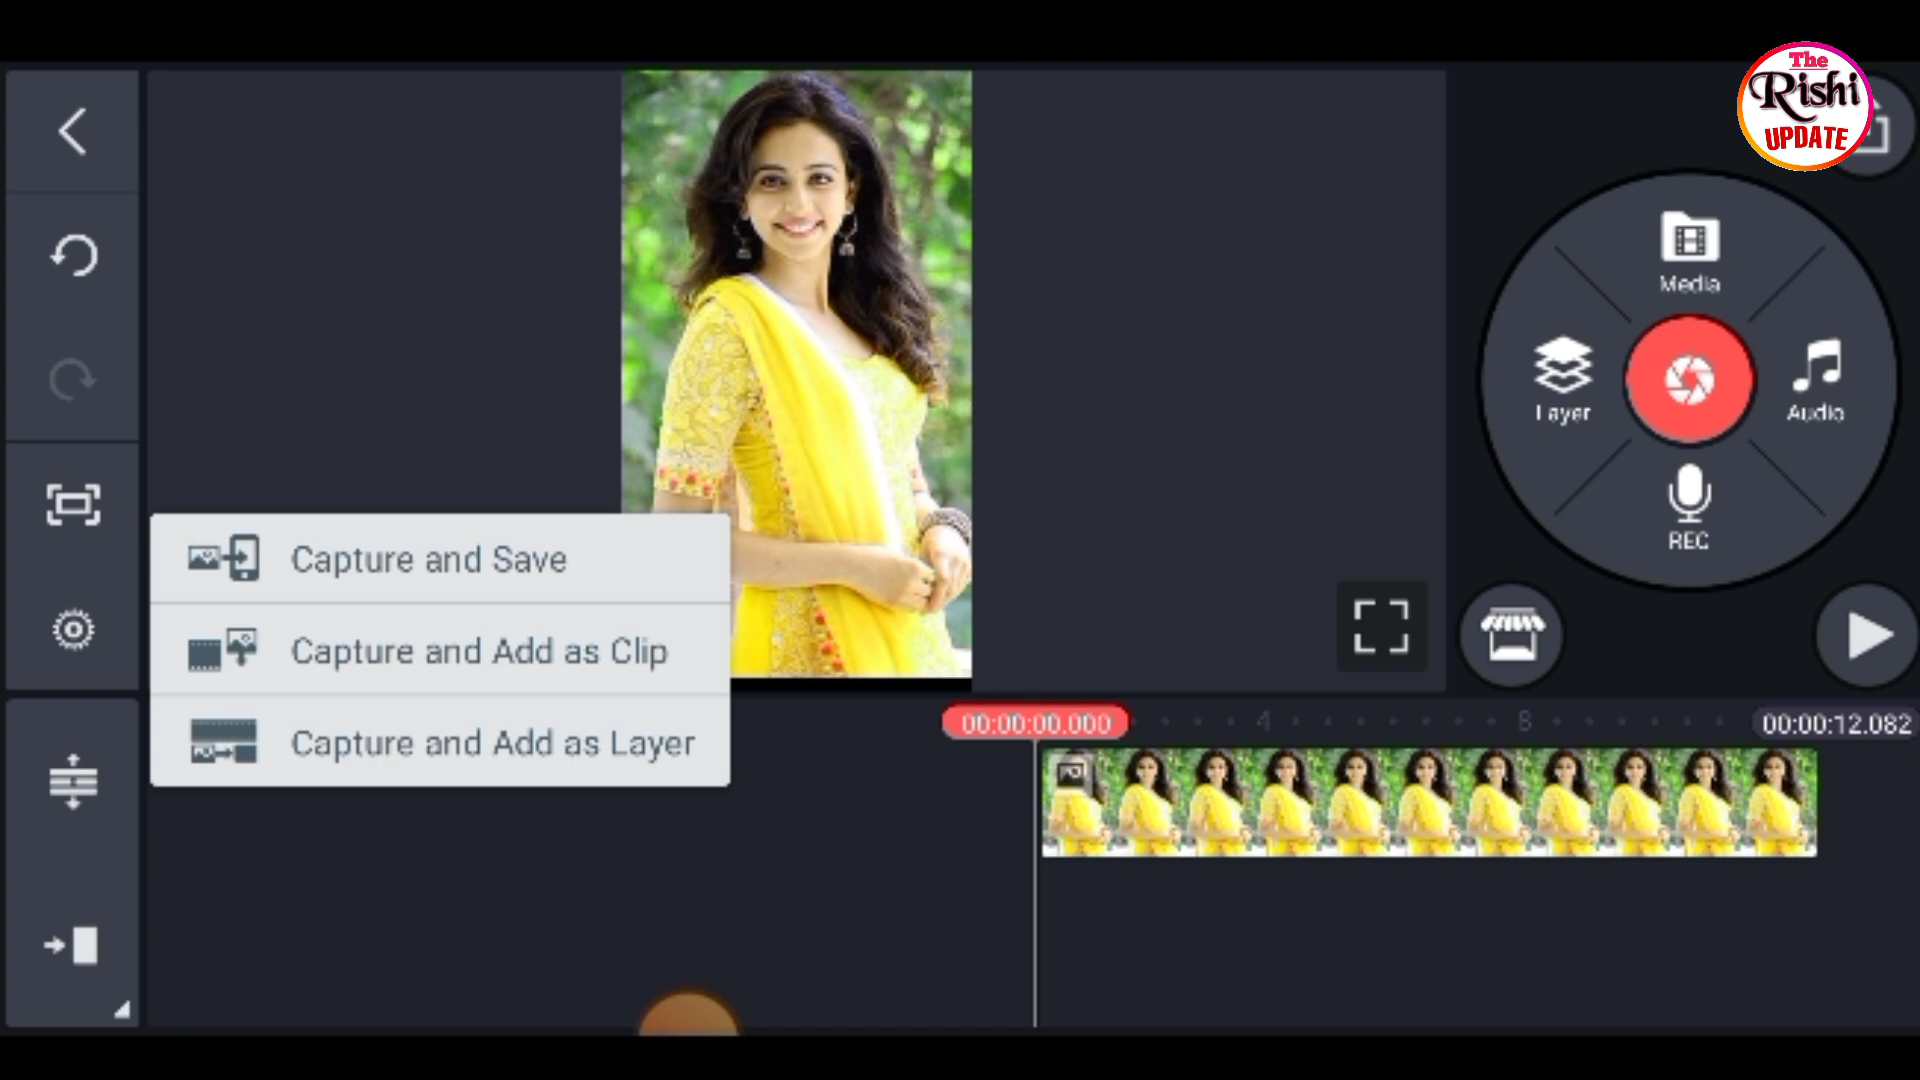 The
Rishi
UPDATE
Media
Layer
Audio
REC
Capture and Save
Capture and Add as Clip
Capture and Add as Layer
00:00:00.000
4
8
00:00:12.082